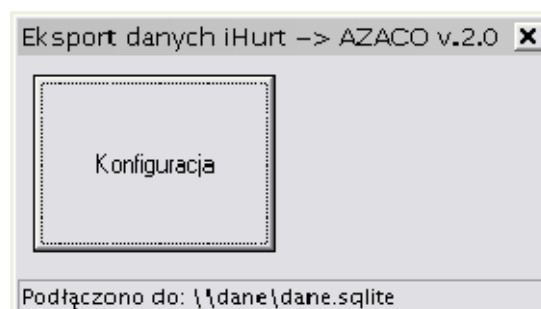 Eksport danych iHurt -> AZACO v.2.0
Konfiguracja
Podłączono do: \\dane\dane.sqlite